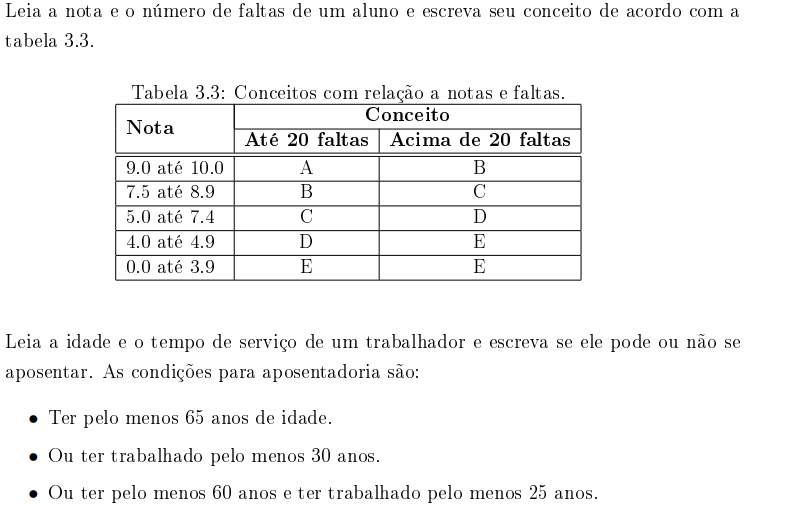 Leia a nota e o número de faltas de um aluno e escreva seu conceito de acordo com a
tabela 3.3.
Tabela 3.3: Conceitos com relação a notas e faltas.
Nota Conceito
Até 20 faltas Acima de 20 faltas
9.0 até 10.0 A B
7.5 até 8.9 B C
5.0 até 7.4 C D
4.0 até 4.9 D E
0.0 até 3.9 E E
Leia a idade e o tempo de serviço de um trabalhador e escreva se ele pode ou não se
aposentar. As condições para aposentadoria são:
• Ter pelo menos 65 anos de idade.
• Ou ter trabalhado pelo menos 30 anos.
• Ou ter pelo menos 60 anos e ter trabalhado pelo menos 25 anos.